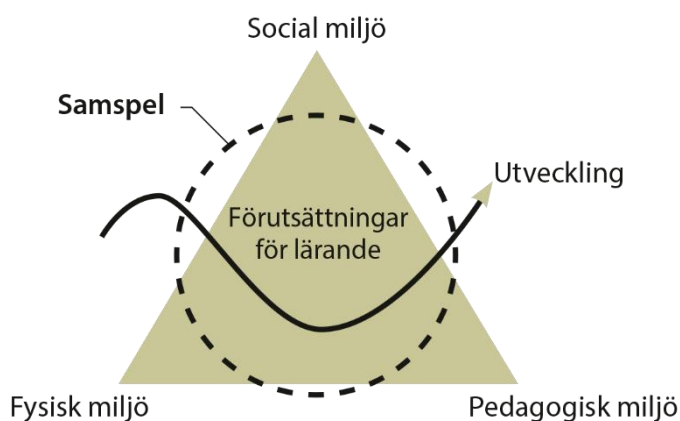 Social miljö
Samspel
Utveckling
Förutsättningar
för lärande
Fysisk miljö
Pedagogisk miljö